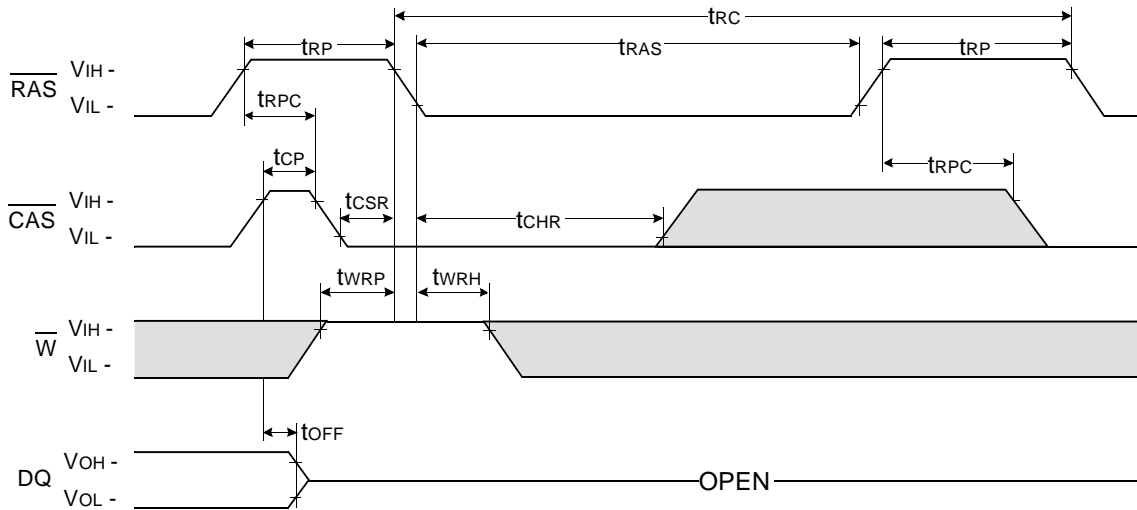 tRC
tRP
tRAS
tRP
RAS
VIH -
VIL -
tRPC
tCP
tRPC
CAS
VIH -
VIL -
tCSR
tCHR
tWRP
tWRH
W
VIH -
VIL -
tOFF
DQ
VOH -
VOL -
OPEN